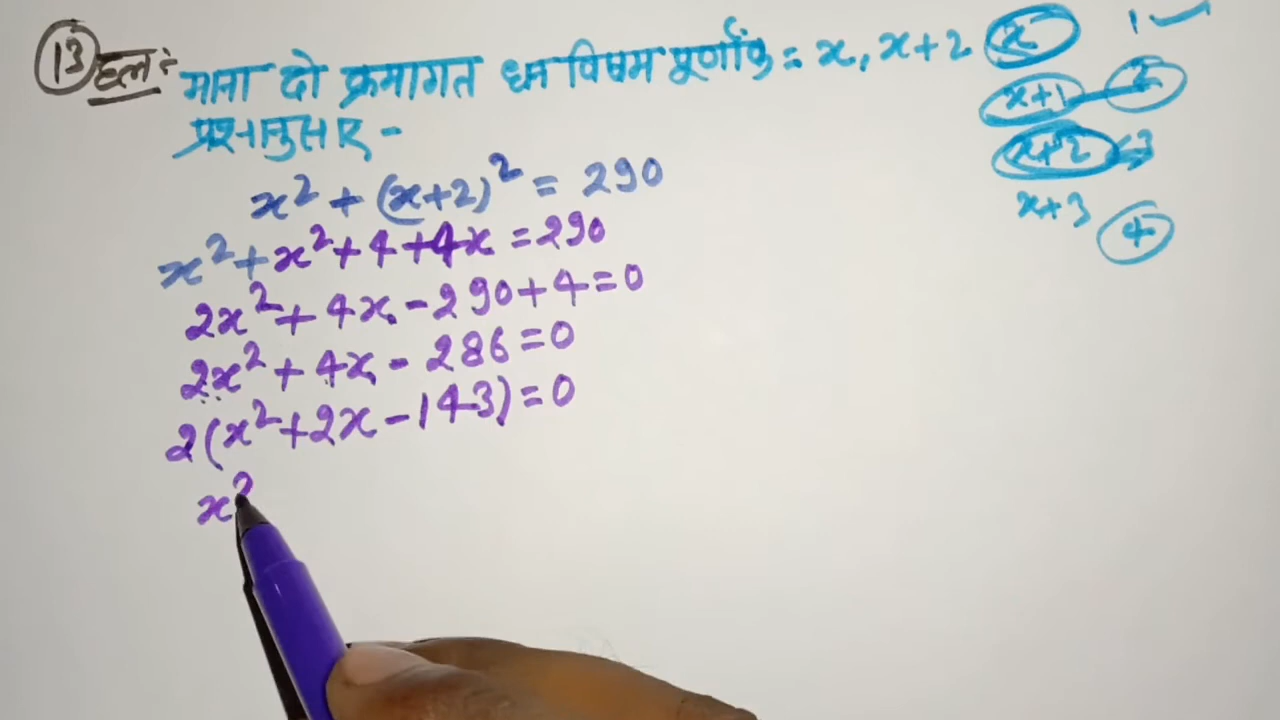 13 हल :-
माना दो क्रमागत धन विषम पूर्णांक = x, x+2
प्रश्नानुसार -
x² + (x+2)² = 290
x² + x² + 4 + 4x = 290
2x² + 4x - 290 + 4 = 0
2x² + 4x - 286 = 0
2(x² + 2x - 143) = 0
x²
x 1
x+1 2
x+2 3
x+3 4